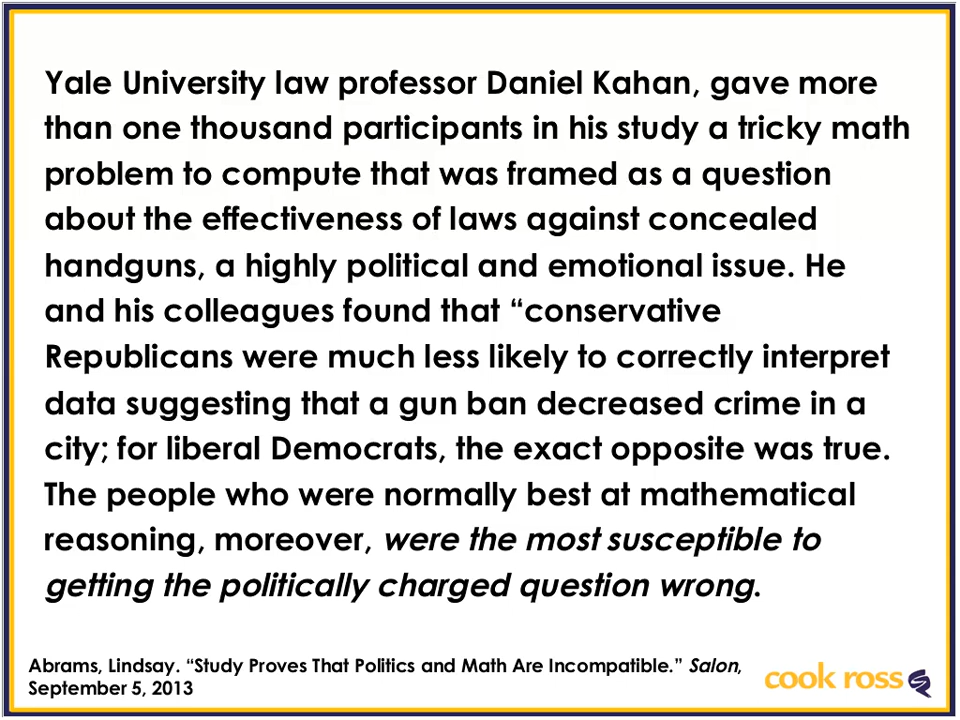 Yale University law professor Daniel Kahan, gave more
than one thousand participants in his study a tricky math
problem to compute that was framed as a question
about the effectiveness of laws against concealed
handguns, a highly political and emotional issue. He
and his colleagues found that “conservative
Republicans were much less likely to correctly interpret
data suggesting that a gun ban decreased crime in a
city; for liberal Democrats, the exact opposite was true.
The people who were normally best at mathematical
reasoning, moreover, were the most susceptible to
getting the politically charged question wrong.
Abrams, Lindsay. “Study Proves That Politics and Math Are Incompatible.” Salon,
September 5, 2013
cook ross